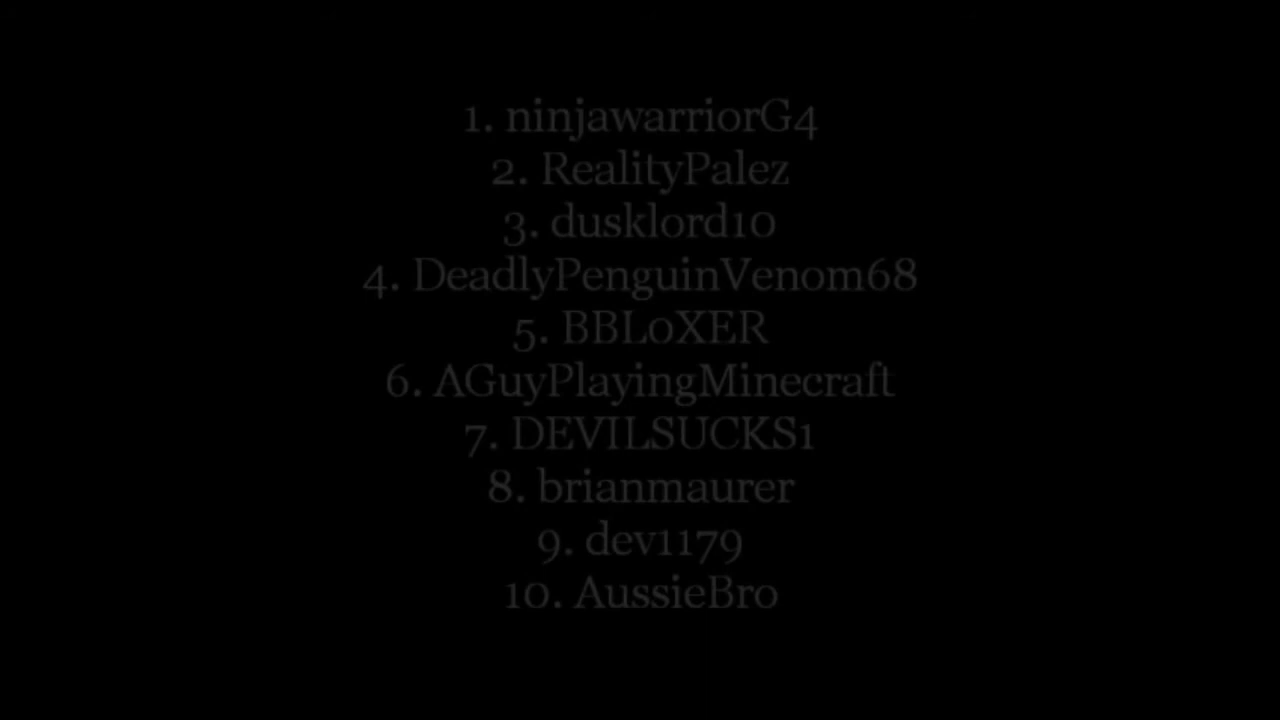 1. ninjawarriorG4
2. RealityPalez
3. dusklord10
4. DeadlyPenguinVenom68
5. BBL0XER
6. AGuyPlayingMinecraft
7. DEVILSUCKS1
8. brianmaurer
9. dev1179
10. AussieBro